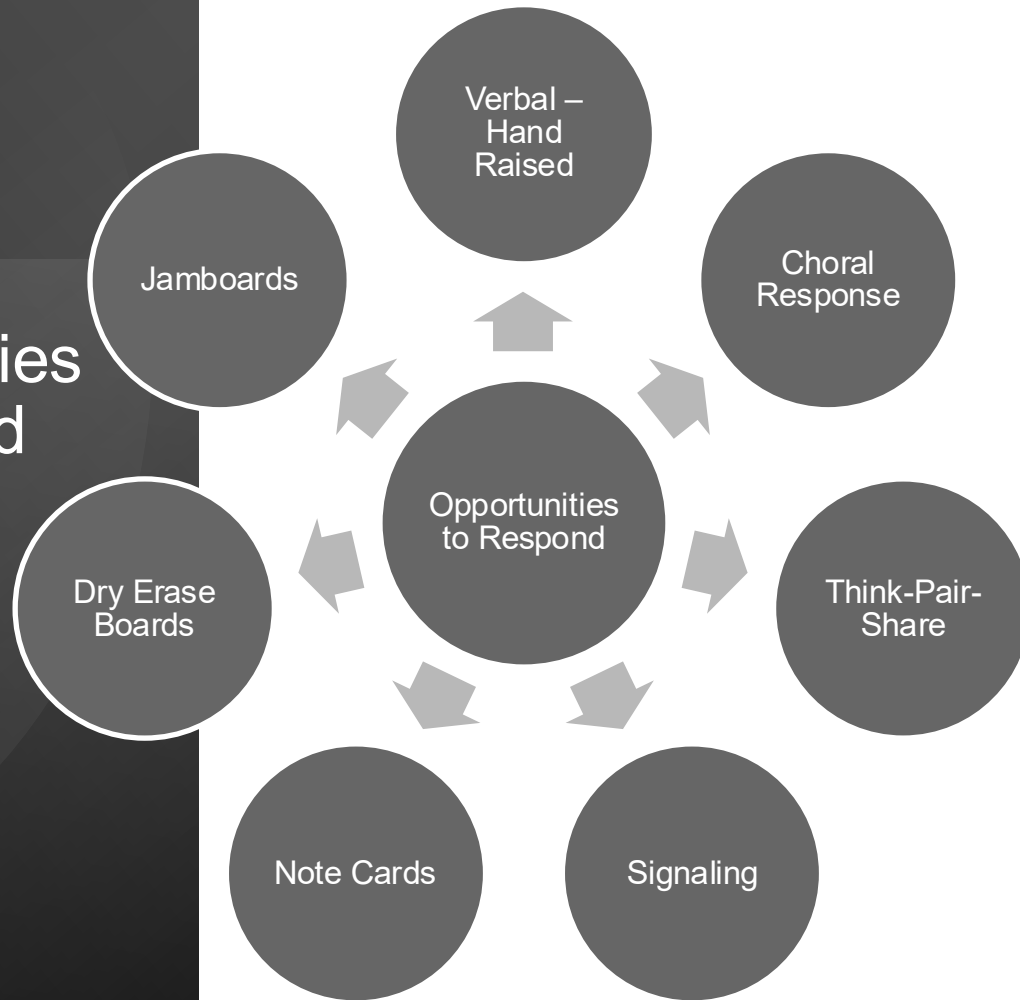 ies
d
Verbal –
Hand
Raised
Choral
Response
Think-Pair-
Share
Signaling
Note Cards
Dry Erase
Boards
Jamboards
Opportunities
to Respond